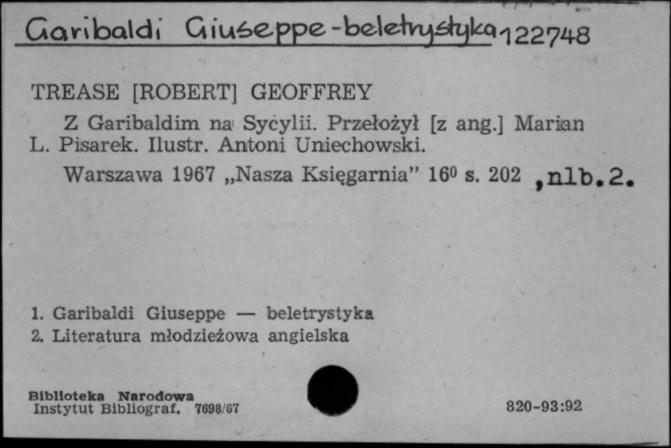 Garibaldi Giuseppe - beletrystyka 122748
TREASE [ROBERT] GEOFFREY
Z Garibaldim na Sycylii. Przełożył [z ang.] Marian
L. Pisarek. Ilustr. Antoni Uniechowski.
Warszawa 1967 „Nasza Księgarnia” 16⁰ s. 202 ,nlb.2.
1. Garibaldi Giuseppe — beletrystyka
2. Literatura młodzieżowa angielska
Biblioteka Narodowa
Instytut Bibliograf. 7698/67
820-93:92